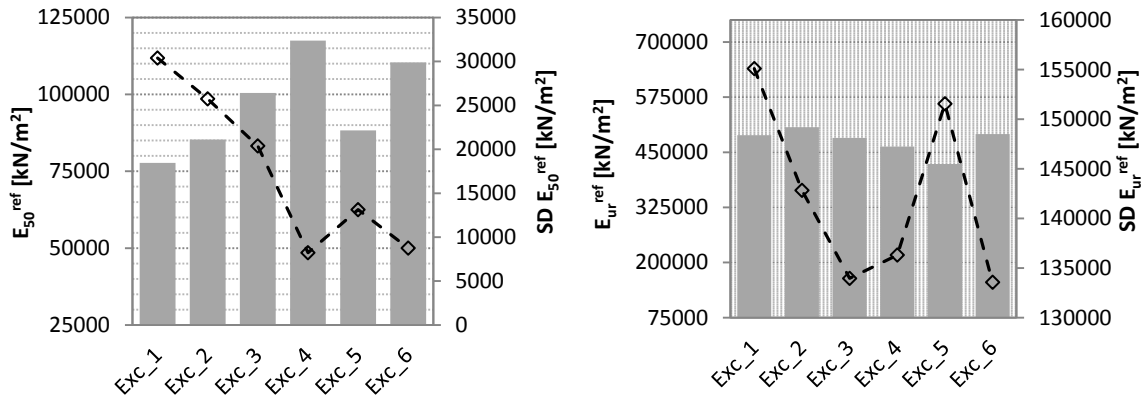 E₅₀ʳᵉᶠ [kN/m²]
125000
100000
75000
50000
25000
35000
30000
25000
20000
15000
10000
5000
0
SD E₅₀ʳᵉᶠ [kN/m²]
Exc_1
Exc_2
Exc_3
Exc_4
Exc_5
Exc_6
Eᵤᵣʳᵉᶠ [kN/m²]
700000
575000
450000
325000
200000
75000
160000
155000
150000
145000
140000
135000
130000
SD Eᵤᵣʳᵉᶠ [kN/m²]
Exc_1
Exc_2
Exc_3
Exc_4
Exc_5
Exc_6